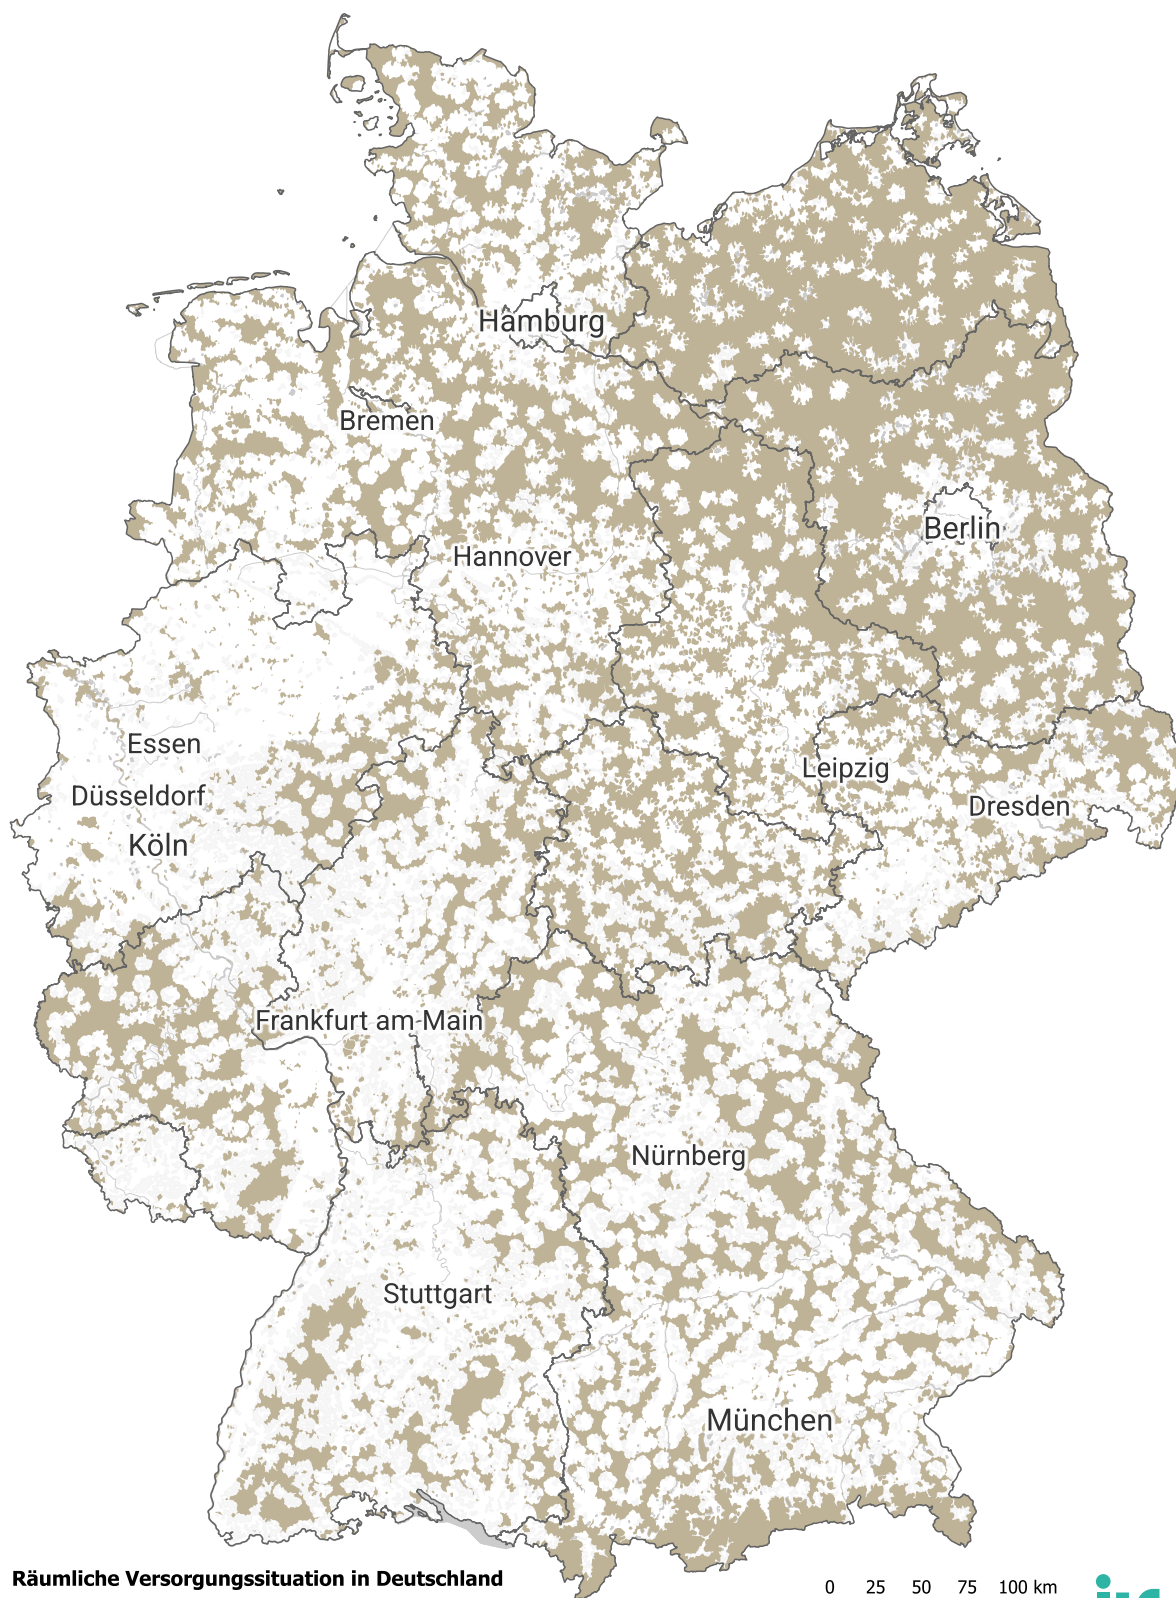 Hamburg
Bremen
Berlin
Hannover
Essen
Leipzig
Düsseldorf
Dresden
Köln
Frankfurt am Main
Nürnberg
Stuttgart
München
Räumliche Versorgungssituation in Deutschland
0 25 50 75 100 km